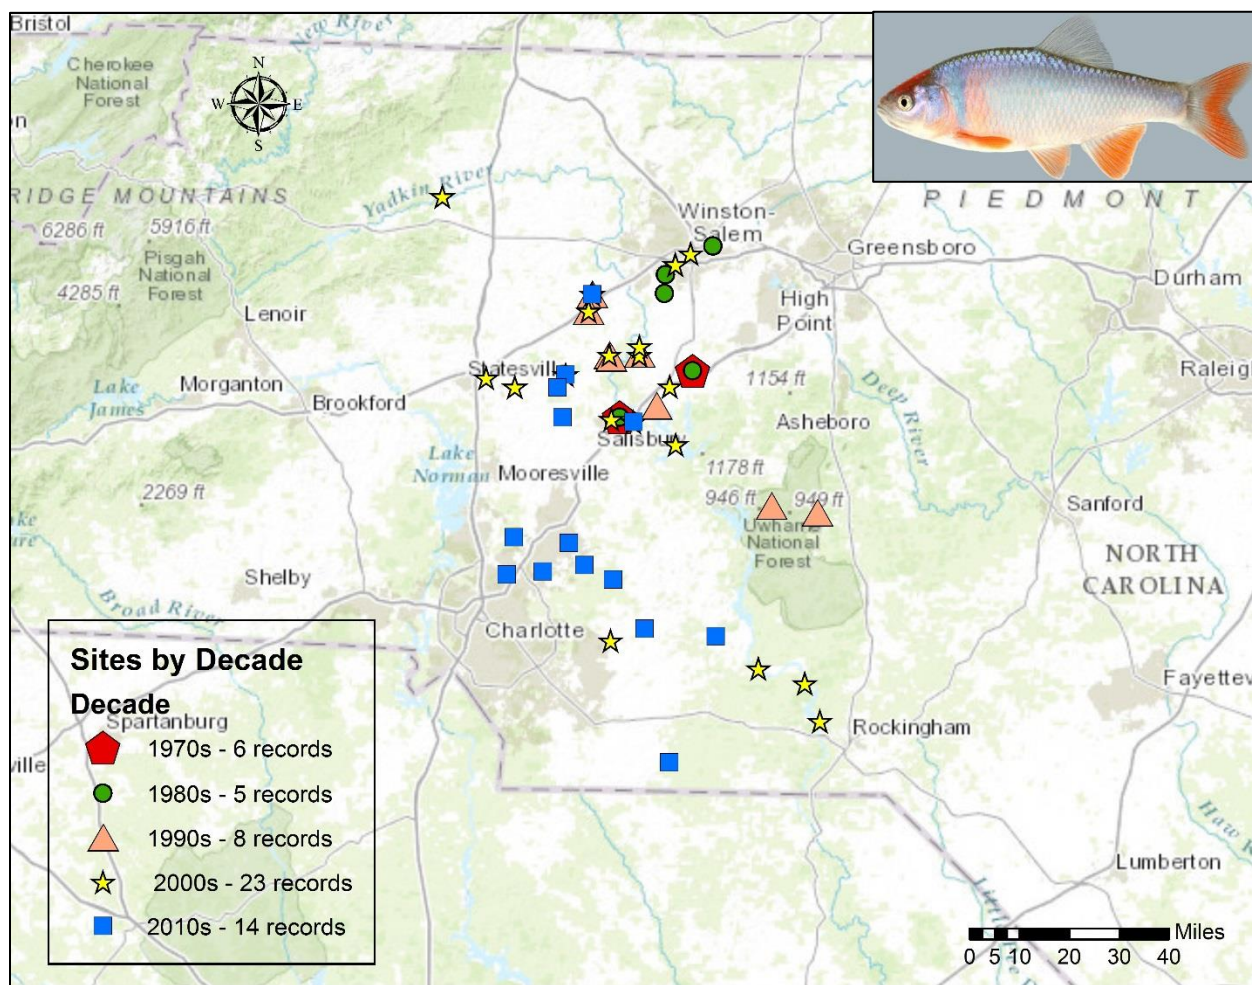 Bristol
New River
Cherokee
National
Forest
N
W E
S
n
RIDGE MOUNTAINS
6286 ft
5916 ft
Pisgah
National
Forest
4285 ft
Yadkin River
PIEDMONT
Winston-
Salem
Greensboro
Durham
High
Point
Lenoir
Statesville
Raleig
Lake
James
Morganton
Brookford
1154 ft
Deep River
Asheboro
Salisbury
Lake
Norman
Mooresville
1178 ft
946 ft
949 ft
2269 ft
Sanford
Uwharrie
National
Forest
NORTH
CAROLINA
Shelby
Broad River
Charlotte
Fayettev
Rockingham
Sites by Decade
Decade
Spartanburg
ville
1970s - 6 records
1980s - 5 records
1990s - 8 records
2000s - 23 records
2010s - 14 records
Haw R
Lumberton
Miles
0 5 10 20 30 40